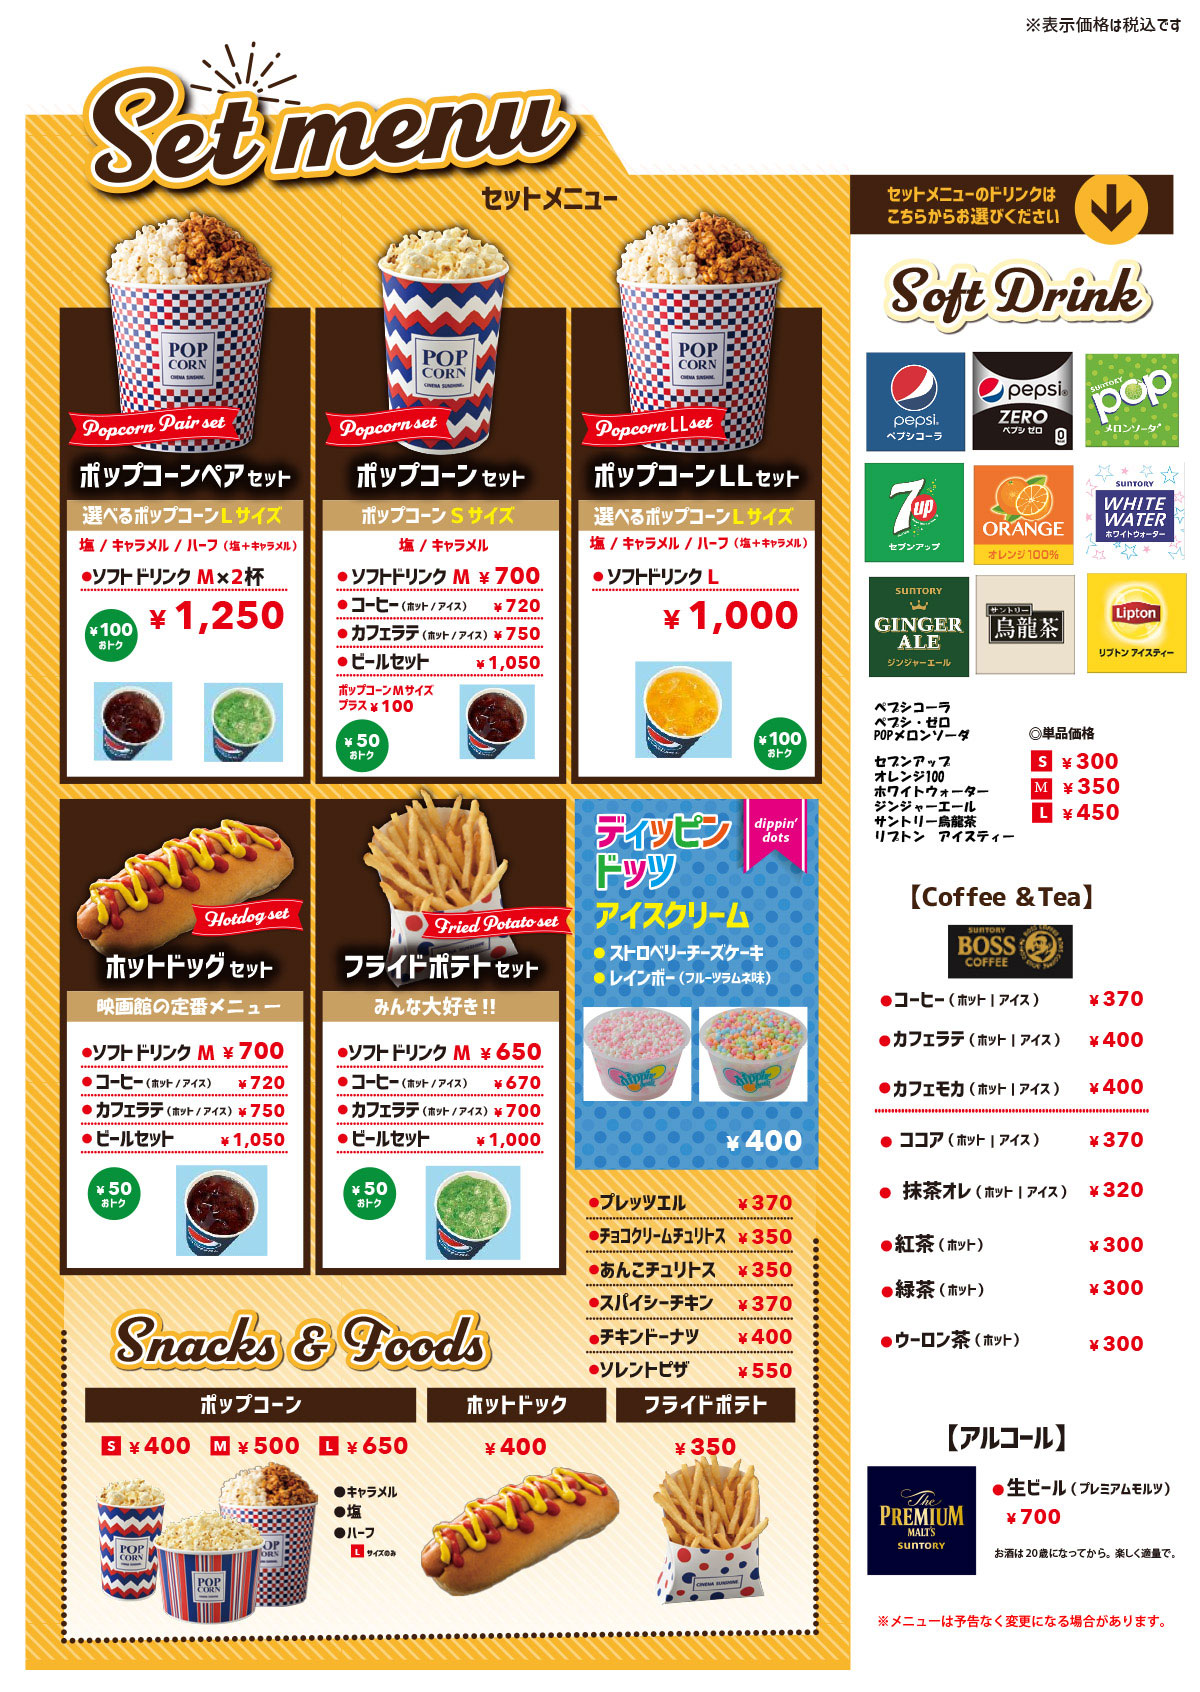 ※表示価格は税込です
Set menu
セットメニュー
セットメニューのドリンクは
こちらからお選びください
POP
CORN
CINEMA SUNSHINE.
Popcorn Pair set
ポップコーンペアセット
選べるポップコーンLサイズ
塩 / キャラメル / ハーフ（塩＋キャラメル）
●ソフトドリンク M×2杯
¥1,250
¥100
おトク
POP
CORN
CINEMA SUNSHINE.
Popcorn set
ポップコーンセット
ポップコーンSサイズ
塩 / キャラメル
●ソフトドリンク M ¥700
●コーヒー（ホット / アイス） ¥720
●カフェラテ（ホット / アイス） ¥750
●ビールセット ¥1,050
ポップコーンMサイズ
プラス¥100
¥50
おトク
POP
CORN
CINEMA SUNSHINE.
Popcorn LL set
ポップコーンLLセット
選べるポップコーンLサイズ
塩 / キャラメル / ハーフ（塩＋キャラメル）
●ソフトドリンク L
¥1,000
¥100
おトク
Hotdog set
ホットドッグセット
映画館の定番メニュー
●ソフトドリンク M ¥700
●コーヒー（ホット / アイス） ¥720
●カフェラテ（ホット / アイス） ¥750
●ビールセット ¥1,050
¥50
おトク
Fried Potato set
フライドポテトセット
みんな大好き!!
●ソフトドリンク M ¥650
●コーヒー（ホット / アイス） ¥670
●カフェラテ（ホット / アイス） ¥700
●ビールセット ¥1,000
¥50
おトク
ディッピン
ドッツ
dippin'
dots
アイスクリーム
●ストロベリーチーズケーキ
●レインボー（フルーツラムネ味）
¥400
●プレッツエル ¥370
●チョコクリームチュリトス ¥350
●あんこチュリトス ¥350
●スパイシーチキン ¥370
●チキンドーナツ ¥400
●ソレントピザ ¥550
Snacks & Foods
ポップコーン
S ¥400 M ¥500 L ¥650
●キャラメル
●塩
●ハーフ
L サイズのみ
POP
CORN
POP
CORN
ホットドック
¥400
フライドポテト
¥350
CINEMA SUNSHINE.
Soft Drink
pepsi.
ペプシコーラ
pepsi
ZERO
ペプシ ゼロ
SUNTORY
POP
メロンソーダ
7up
セブンアップ
ORANGE
オレンジ100%
SUNTORY
WHITE
WATER
ホワイトウォーター
SUNTORY
GINGER
ALE
ジンジャーエール
サントリー
烏龍茶
Lipton
リプトン アイスティー
ペプシコーラ
ペプシ・ゼロ
POPメロンソーダ
セブンアップ
オレンジ100
ホワイトウォーター
ジンジャーエール
サントリー烏龍茶
リプトン　アイスティー
◎単品価格
S ¥300
M ¥350
L ¥450
【Coffee &Tea】
SUNTORY
BOSS
COFFEE
●コーヒー（ホット | アイス） ¥370
●カフェラテ（ホット | アイス） ¥400
●カフェモカ（ホット | アイス） ¥400
● ココア（ホット | アイス） ¥370
● 抹茶オレ（ホット | アイス） ¥320
●紅茶（ホット） ¥300
●緑茶（ホット） ¥300
●ウーロン茶（ホット） ¥300
【アルコール】
The
PREMIUM
MALT'S
SUNTORY
●生ビール（プレミアムモルツ）
¥700
お酒は20歳になってから。楽しく適量で。
※メニューは予告なく変更になる場合があります。